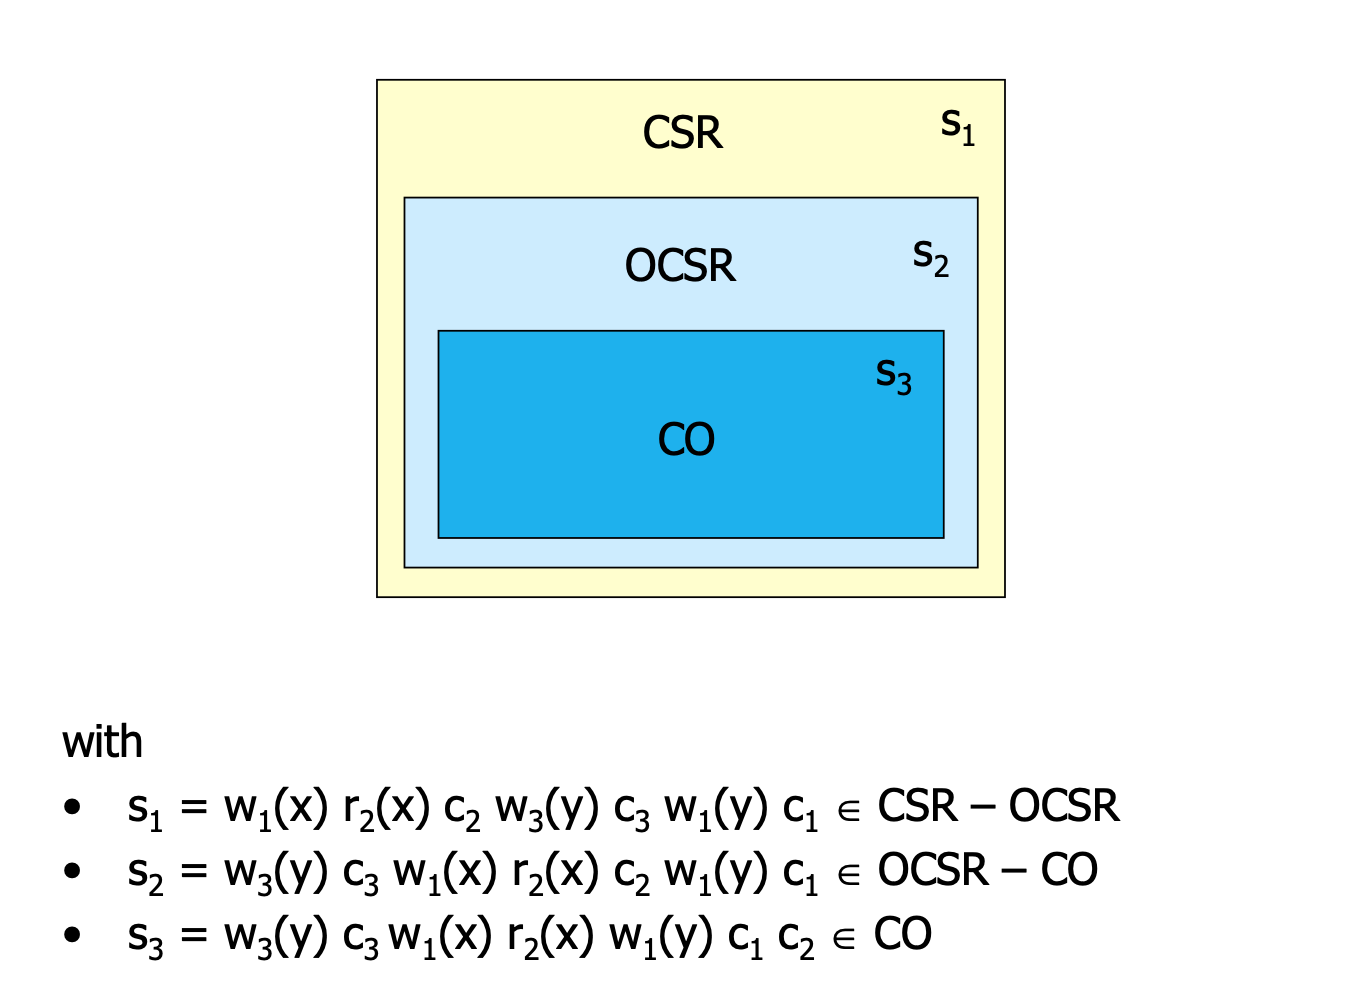 CSR s₁
OCSR s₂
s₃
CO
with
• s₁ = w₁(x) r₂(x) c₂ w₃(y) c₃ w₁(y) c₁ ∈ CSR – OCSR
• s₂ = w₃(y) c₃ w₁(x) r₂(x) c₂ w₁(y) c₁ ∈ OCSR – CO
• s₃ = w₃(y) c₃ w₁(x) r₂(x) w₁(y) c₁ c₂ ∈ CO